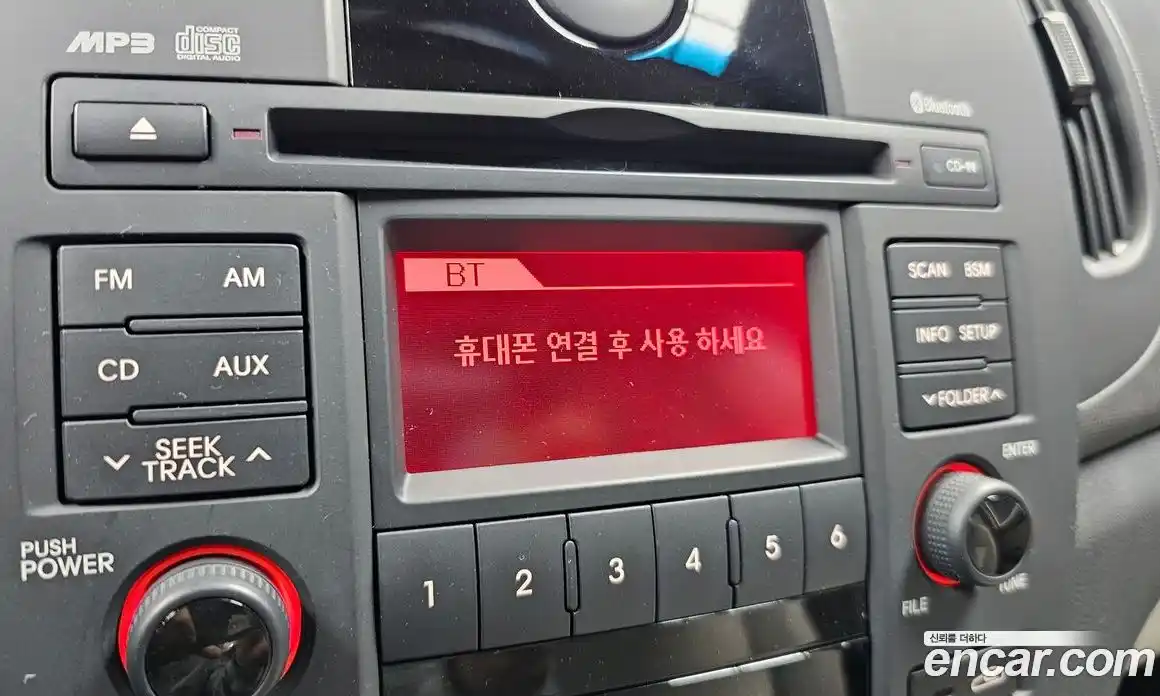 MP3
COMPACT
disc
DIGITAL AUDIO
Bluetooth
CD-IN
FM
AM
CD
AUX
SEEK
TRACK
PUSH
POWER
BT
휴대폰 연결 후 사용 하세요
SCAN
BSM
INFO
SETUP
FOLDER
ENTER
FILE
TUNE
1
2
3
4
5
6
신뢰를 더하다
encar.com